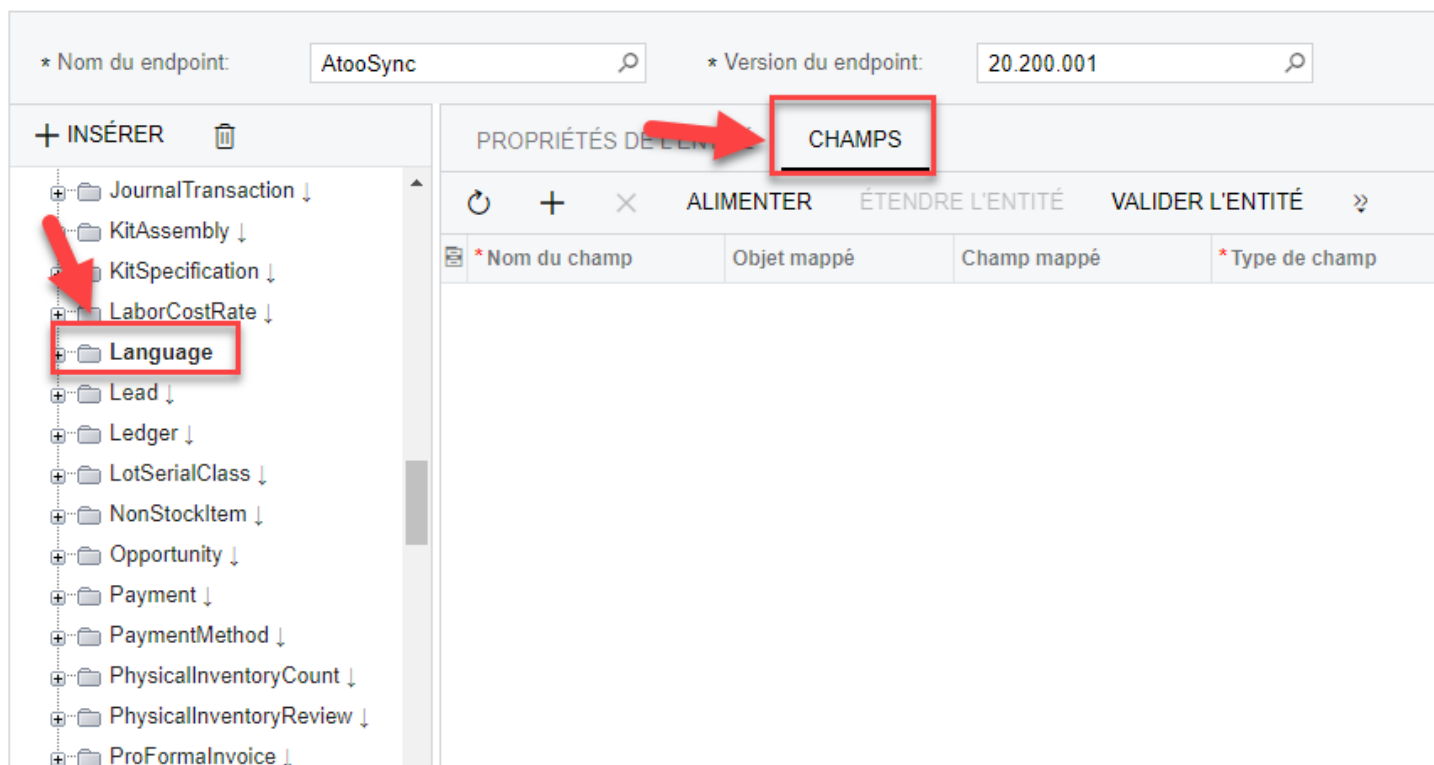 * Nom du endpoint: AtooSync * Version du endpoint: 20.200.001
+ INSÉRER
PROPRIÉTÉS DE L'ENTITÉ CHAMPS
ALIMENTER ÉTENDRE L'ENTITÉ VALIDER L'ENTITÉ
* Nom du champ Objet mappé Champ mappé * Type de champ
JournalTransaction ↓
KitAssembly ↓
KitSpecification ↓
LaborCostRate ↓
Language
Lead ↓
Ledger ↓
LotSerialClass ↓
NonStockItem ↓
Opportunity ↓
Payment ↓
PaymentMethod ↓
PhysicalInventoryCount ↓
PhysicalInventoryReview ↓
ProFormaInvoice ↓